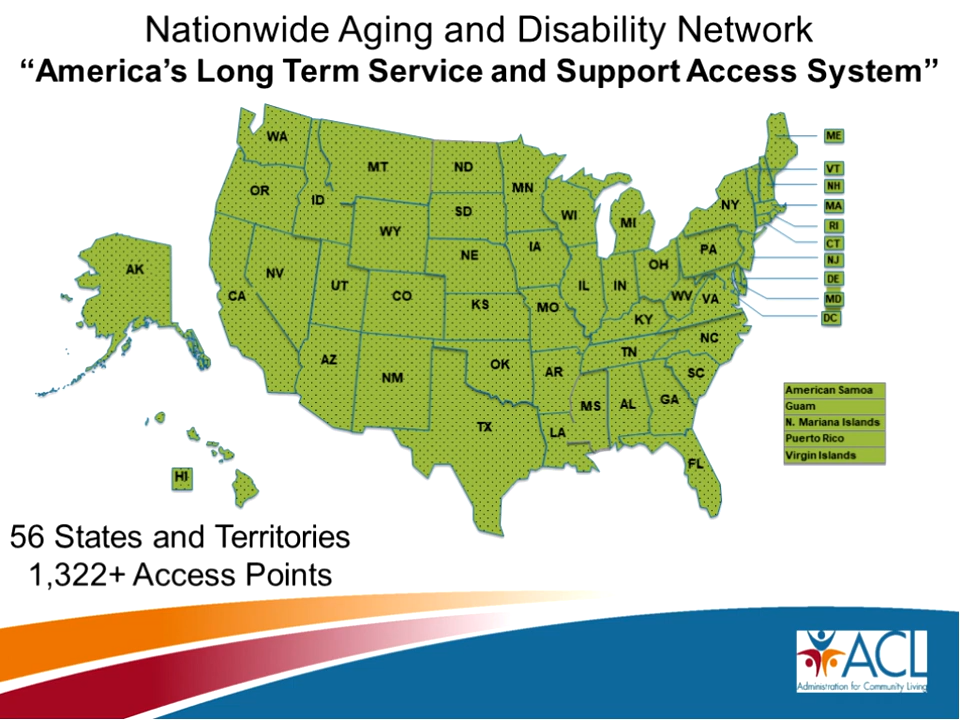 Nationwide Aging and Disability Network
“America’s Long Term Service and Support Access System”
WA
MT
ND
MN
ME
OR
ID
SD
WI
MI
NY
VT
NH
MA
RI
CT
NJ
DE
MD
DC
WY
NE
IA
PA
AK
NV
UT
CO
KS
MO
IL
IN
OH
WV
VA
CA
KY
NC
AZ
NM
OK
AR
TN
SC
MS
AL
GA
TX
LA
FL
HI
American Samoa
Guam
N. Mariana Islands
Puerto Rico
Virgin Islands
56 States and Territories
1,322+ Access Points
ACL
Administration for Community Living